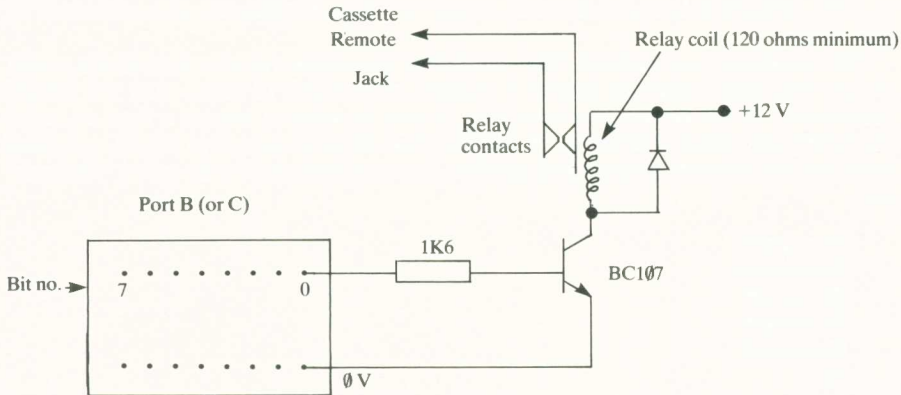 Cassette
Remote
Jack
Relay coil (120 ohms minimum)
+12 V
Relay
contacts
Port B (or C)
1K6
BC1Ø7
Bit no.
7 0
Ø V